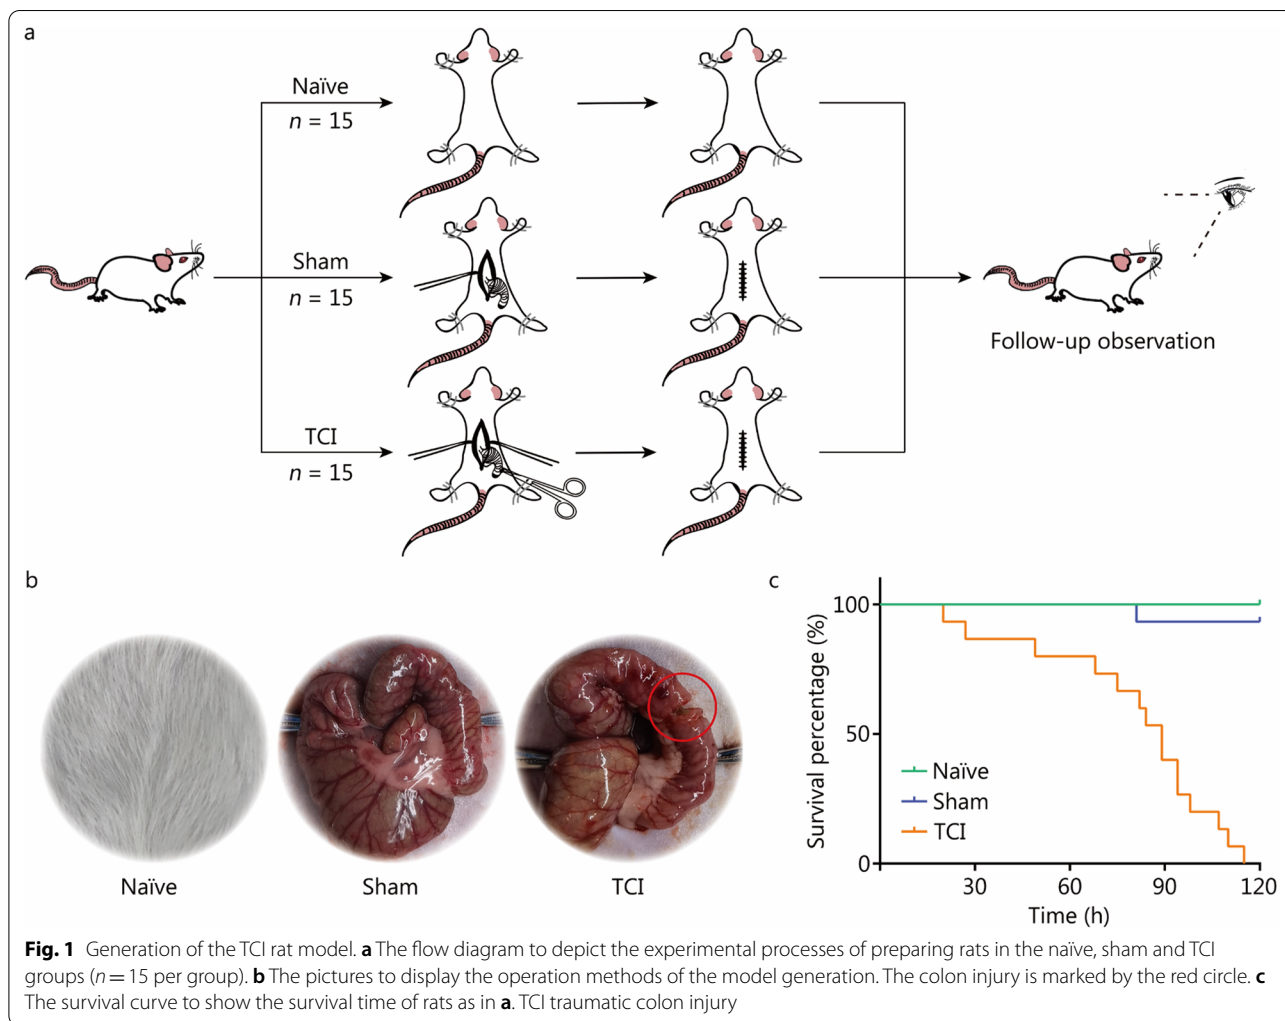 a
Naïve
n = 15
Sham
n = 15
TCI
n = 15
Follow-up observation
b
Naïve
Sham
TCI
c
Survival percentage (%)
100
50
0
Naïve
Sham
TCI
30
60
90
120
Time (h)
Fig. 1 Generation of the TCI rat model. a The flow diagram to depict the experimental processes of preparing rats in the naïve, sham and TCI
groups (n = 15 per group). b The pictures to display the operation methods of the model generation. The colon injury is marked by the red circle. c
The survival curve to show the survival time of rats as in a. TCI traumatic colon injury